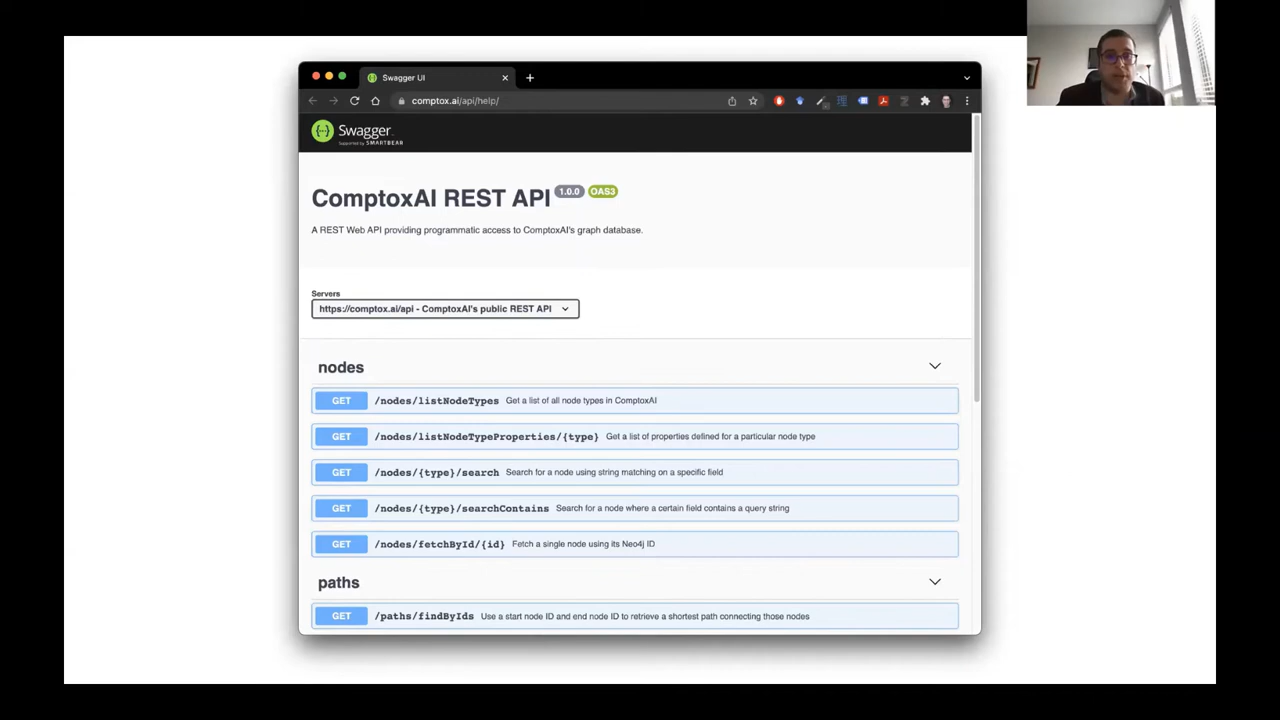 Swagger UI
comptox.ai/api/help/
Swagger.
Supported by SMARTBEAR
ComptoxAI REST API 1.0.0 OAS3
A REST Web API providing programmatic access to ComptoxAI's graph database.
Servers
https://comptox.ai/api - ComptoxAI's public REST API
nodes
GET /nodes/listNodeTypes Get a list of all node types in ComptoxAI
GET /nodes/listNodeTypeProperties/{type} Get a list of properties defined for a particular node type
GET /nodes/{type}/search Search for a node using string matching on a specific field
GET /nodes/{type}/searchContains Search for a node where a certain field contains a query string
GET /nodes/fetchById/{id} Fetch a single node using its Neo4j ID
paths
GET /paths/findByIds Use a start node ID and end node ID to retrieve a shortest path connecting those nodes